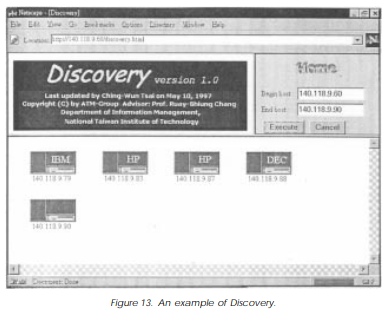 Netscape - [Discovery]
File Edit View Go Bookmarks Options Directory Window Help
Location: http://140.118.9.60/discovery.html
Discovery version 1.0
Last updated by Ching-Wun Tsai on May 10, 1997
Copyright (C) by ATM-Group Advisor: Prof. Ruay-Shiung Chang
Department of Information Management,
National Taiwan Institute of Technology
Home
Begin host 140.118.9.60
End host 140.118.9.90
Execute Cancel
IBM HP HP DEC
140.118.9.79 140.118.9.83 140.118.9.87 140.118.9.88
140.118.9.90
Document: Done
Figure 13. An example of Discovery.